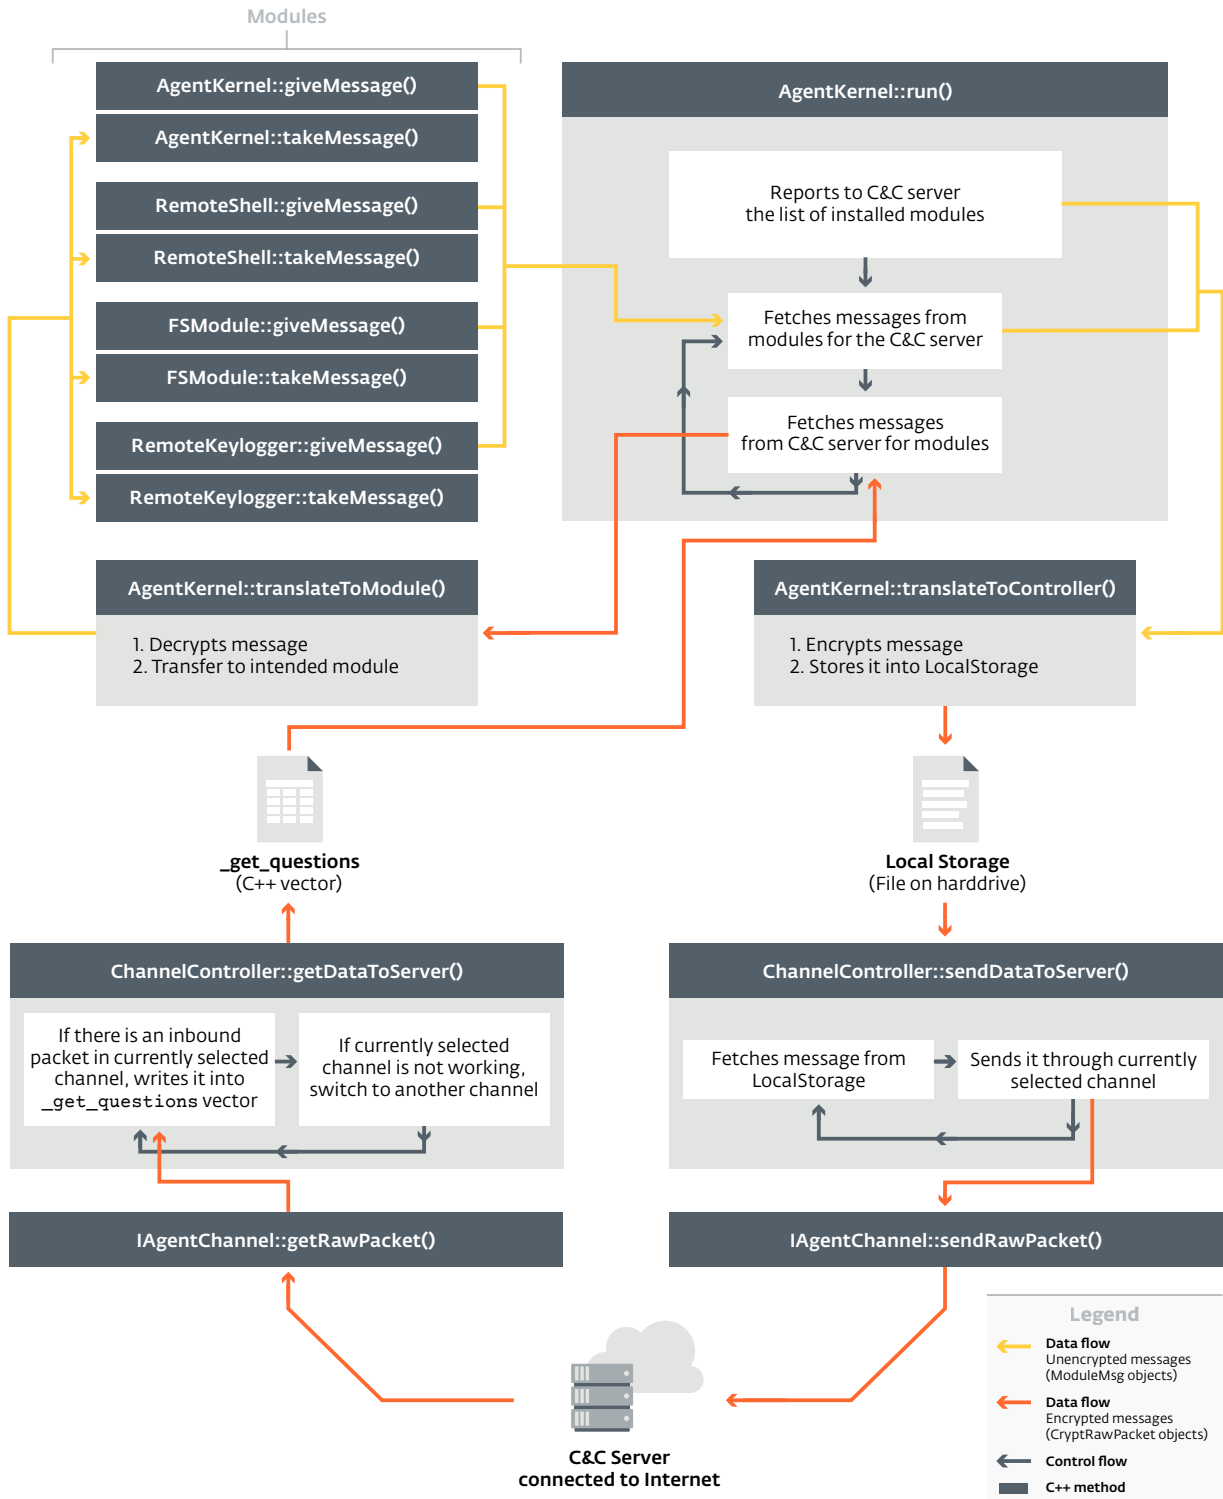 Modules
AgentKernel::giveMessage()
AgentKernel::takeMessage()
RemoteShell::giveMessage()
RemoteShell::takeMessage()
FSModule::giveMessage()
FSModule::takeMessage()
RemoteKeylogger::giveMessage()
RemoteKeylogger::takeMessage()
AgentKernel::run()
Reports to C&C server
the list of installed modules
Fetches messages from
modules for the C&C server
Fetches messages
from C&C server for modules
AgentKernel::translateToModule()
1. Decrypts message
2. Transfer to intended module
AgentKernel::translateToController()
1. Encrypts message
2. Stores it into LocalStorage
_get_questions
(C++ vector)
Local Storage
(File on harddrive)
ChannelController::getDataToServer()
If there is an inbound
packet in currently selected
channel, writes it into
_get_questions vector
If currently selected
channel is not working,
switch to another channel
ChannelController::sendDataToServer()
Fetches message from
LocalStorage
Sends it through currently
selected channel
IAgentChannel::getRawPacket()
IAgentChannel::sendRawPacket()
C&C Server
connected to Internet
Legend
Data flow
Unencrypted messages
(ModuleMsg objects)
Data flow
Encrypted messages
(CryptRawPacket objects)
Control flow
C++ method